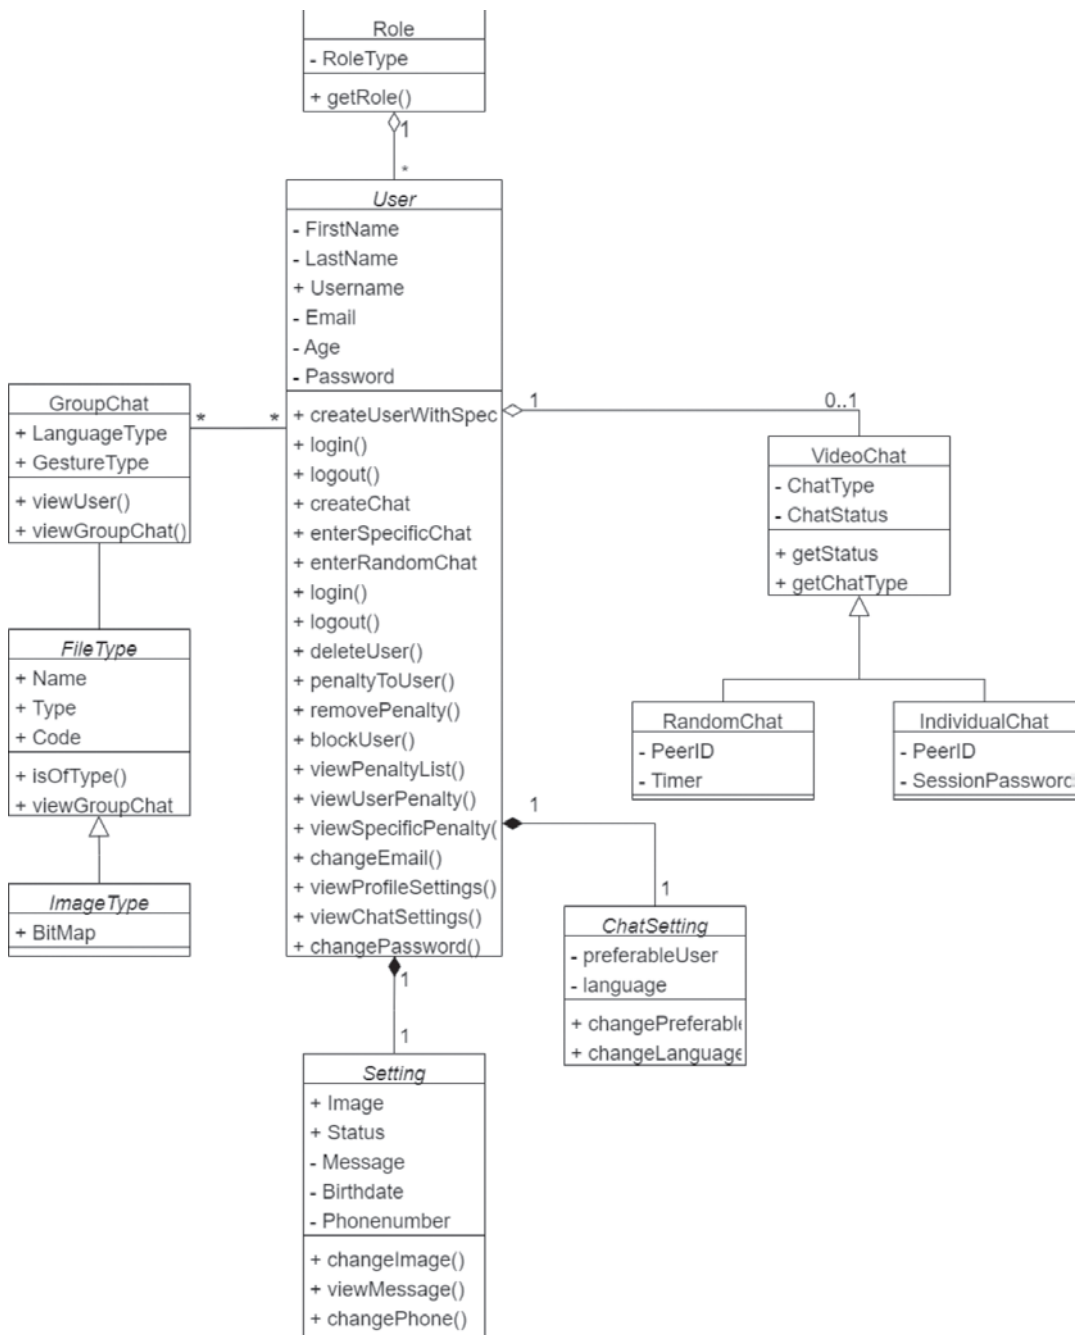 Role
- RoleType
+ getRole()
1
*
User
- FirstName
- LastName
+ Username
- Email
- Age
- Password
+ createUserWithSpec
+ login()
+ logout()
+ createChat
+ enterSpecificChat
+ enterRandomChat
+ login()
+ logout()
+ deleteUser()
+ penaltyToUser()
+ removePenalty()
+ blockUser()
+ viewPenaltyList()
+ viewUserPenalty()
+ viewSpecificPenalty(
+ changeEmail()
+ viewProfileSettings()
+ viewChatSettings()
+ changePassword()
GroupChat
+ LanguageType
+ GestureType
+ viewUser()
+ viewGroupChat()
* *
FileType
+ Name
+ Type
+ Code
+ isOfType()
+ viewGroupChat
ImageType
+ BitMap
1 0..1
VideoChat
- ChatType
- ChatStatus
+ getStatus
+ getChatType
RandomChat
- PeerID
- Timer
IndividualChat
- PeerID
- SessionPassword
1
1
ChatSetting
- preferableUser
- language
+ changePreferable
+ changeLanguage
1
1
Setting
+ Image
+ Status
- Message
- Birthdate
- Phonenumber
+ changeImage()
+ viewMessage()
+ changePhone()